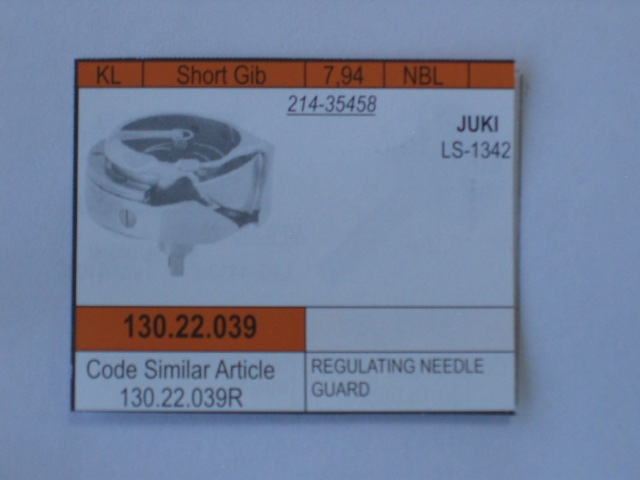 KL Short Gib 7,94 NBL
214-35458
JUKI
LS-1342
130.22.039
Code Similar Article
130.22.039R
REGULATING NEEDLE
GUARD